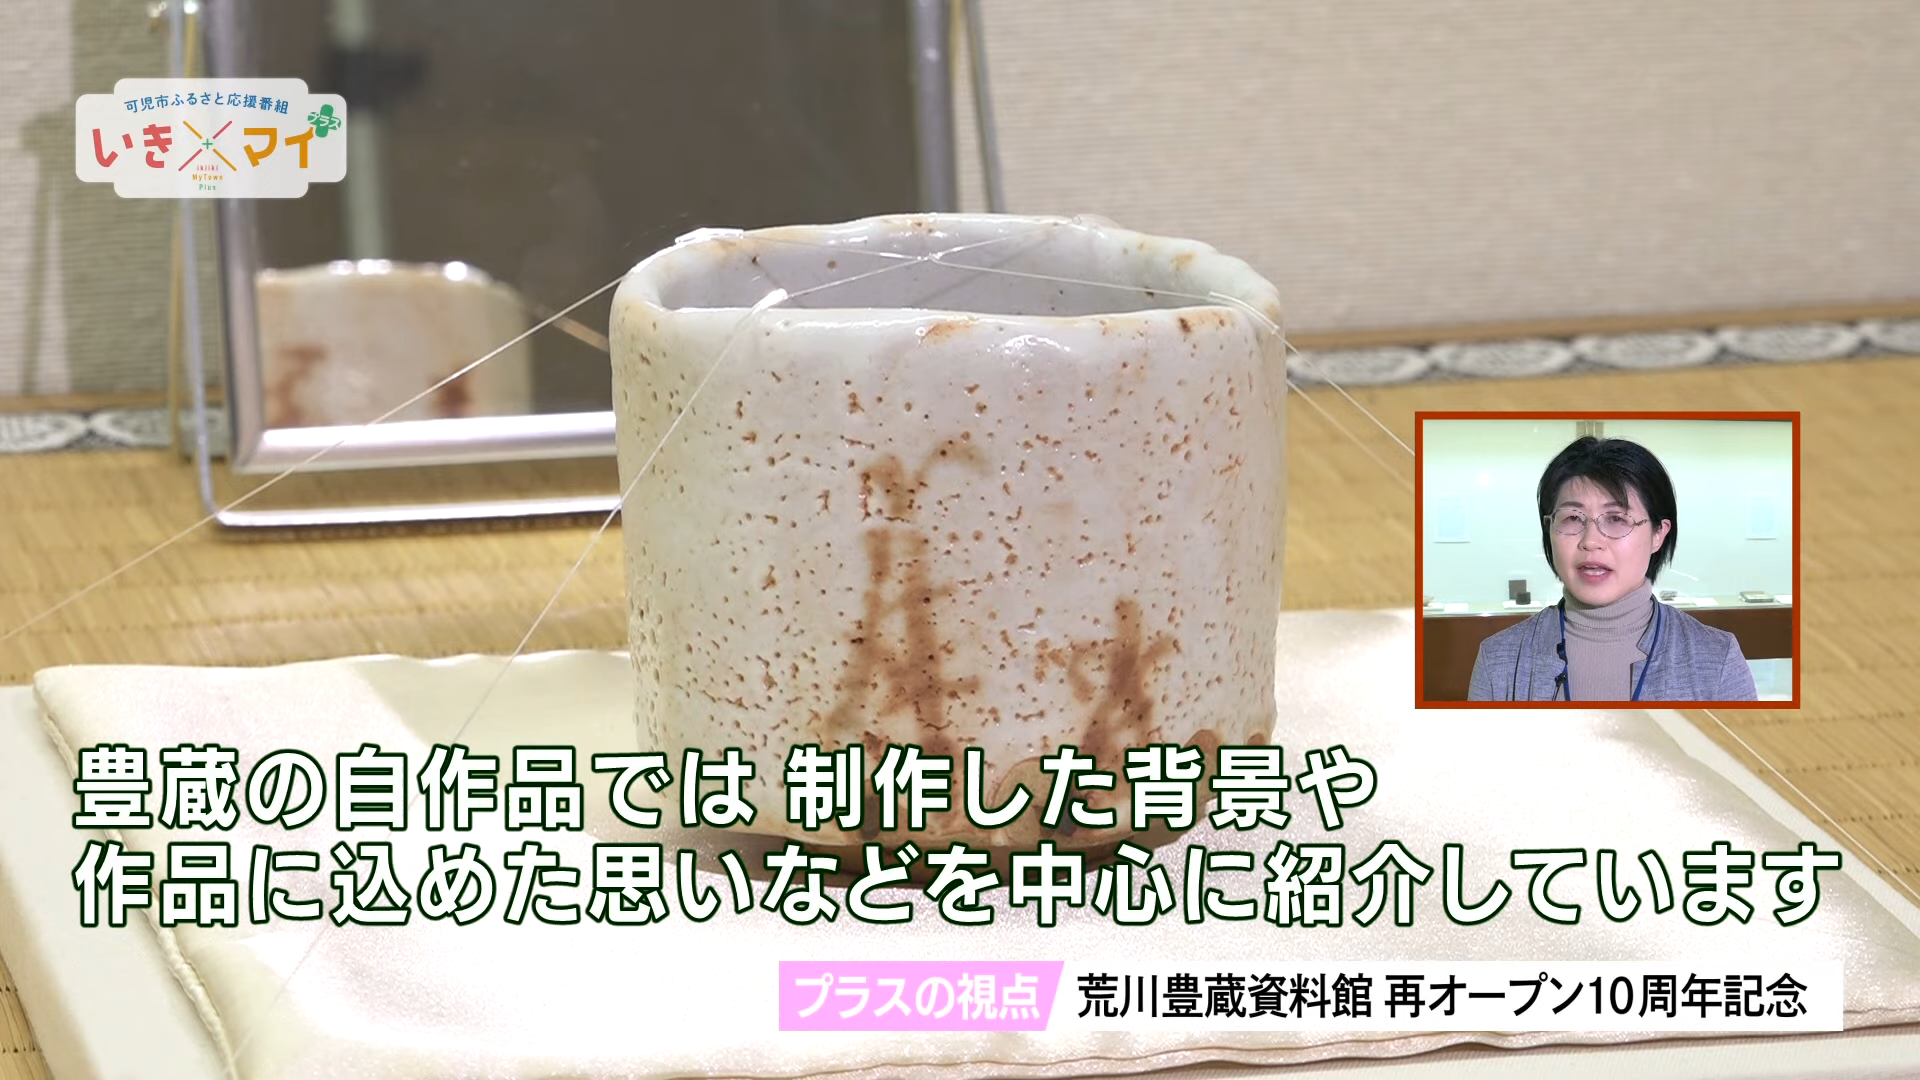 可児市ふるさと応援番組
いき×マイ
プラス
MyTown
Plus
豊蔵の自作品では 制作した背景や
作品に込めた思いなどを中心に紹介しています
プラスの視点 荒川豊蔵資料館 再オープン10周年記念